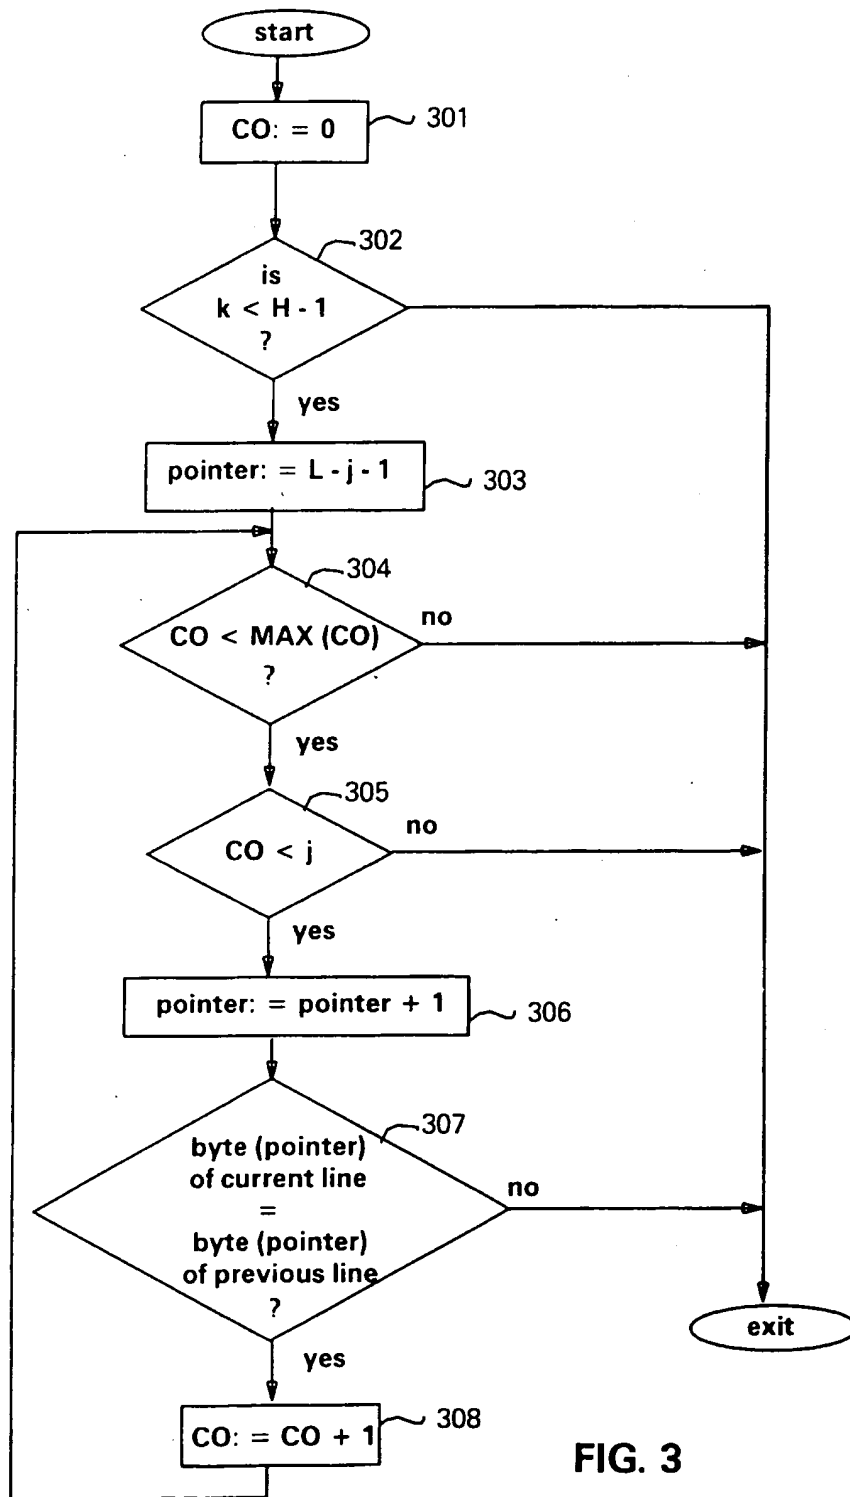 start
CO: = 0
301
302
is
k < H - 1
?
yes
pointer: = L - j - 1
303
304
CO < MAX (CO)
?
no
yes
305
CO < j
no
yes
pointer: = pointer + 1
306
307
byte (pointer)
of current line
=
byte (pointer)
of previous line
?
no
exit
yes
CO: = CO + 1
308
FIG. 3